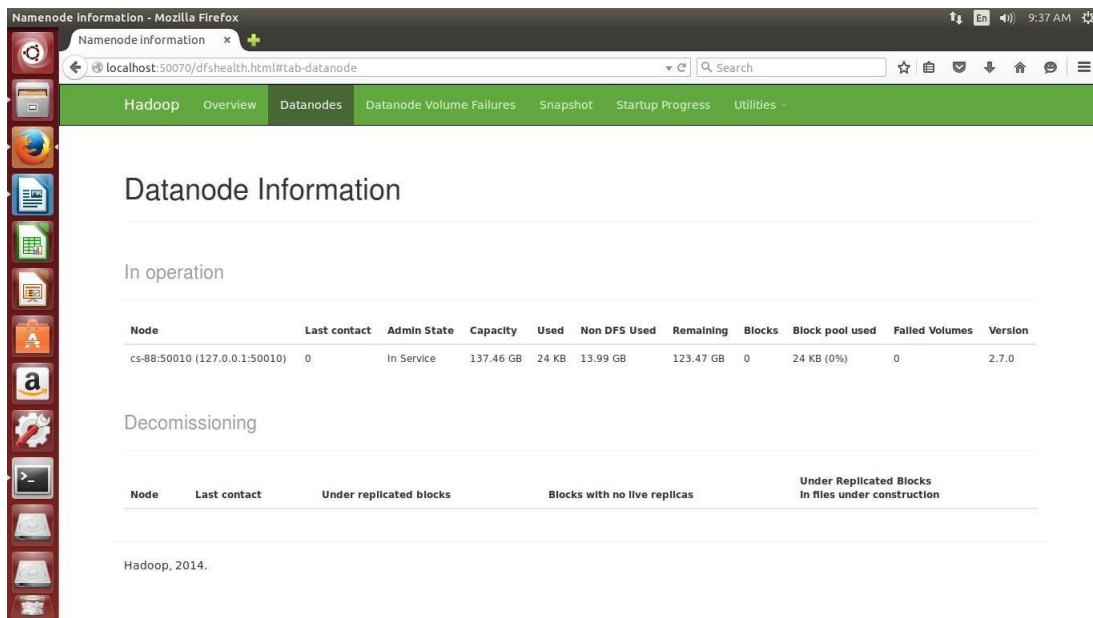 Namenode information - Mozilla Firefox
En
9:37 AM
Namenode information
localhost:50070/dfshealth.html#tab-datanode
Search
Hadoop Overview Datanodes Datanode Volume Failures Snapshot Startup Progress Utilities
Datanode Information
In operation
Node Last contact Admin State Capacity Used Non DFS Used Remaining Blocks Block pool used Failed Volumes Version
cs-88:50010 (127.0.0.1:50010) 0 In Service 137.46 GB 24 KB 13.99 GB 123.47 GB 0 24 KB (0%) 0 2.7.0
Decomissioning
Node Last contact Under replicated blocks Blocks with no live replicas Under Replicated Blocks
In files under construction
Hadoop, 2014.